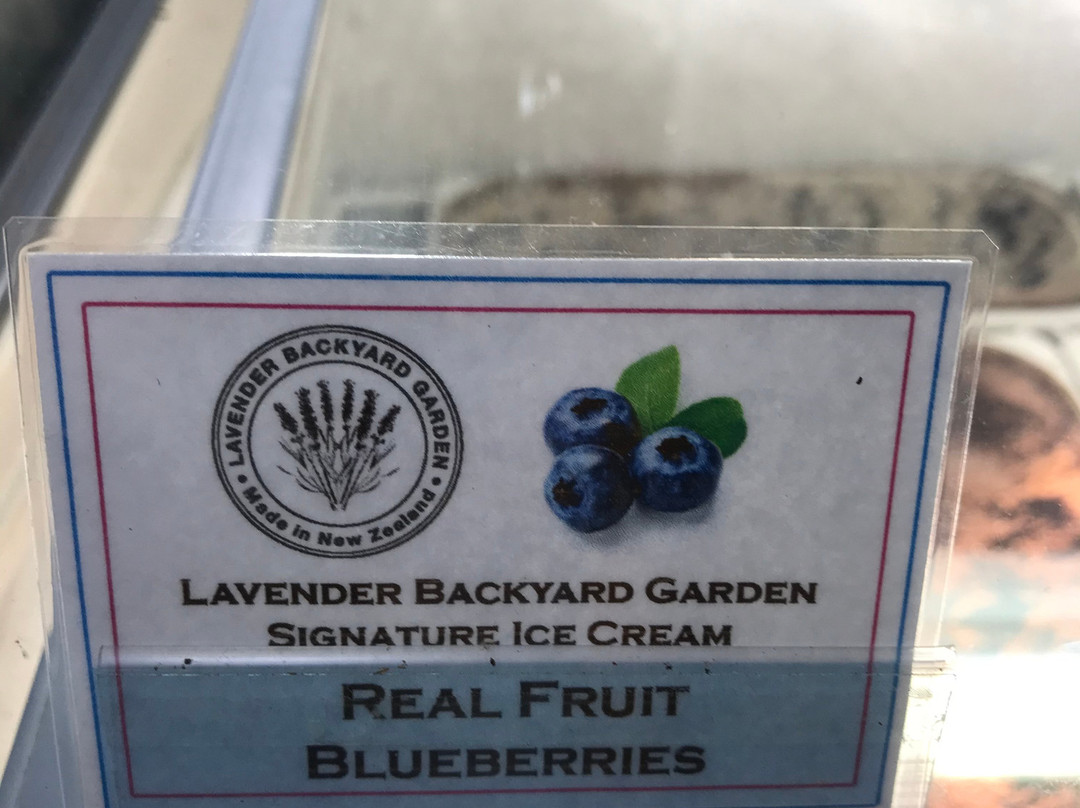 LAVENDER BACKYARD GARDEN
• Made in New Zealand •
LAVENDER BACKYARD GARDEN
SIGNATURE ICE CREAM
REAL FRUIT
BLUEBERRIES